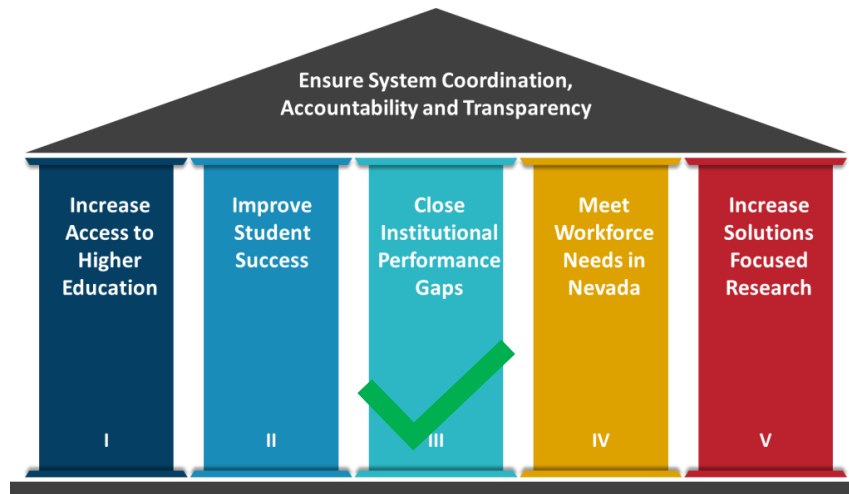 Ensure System Coordination,
Accountability and Transparency
Increase
Access to
Higher
Education
I
Improve
Student
Success
II
Close
Institutional
Performance
Gaps
III
Meet
Workforce
Needs in
Nevada
IV
Increase
Solutions
Focused
Research
V